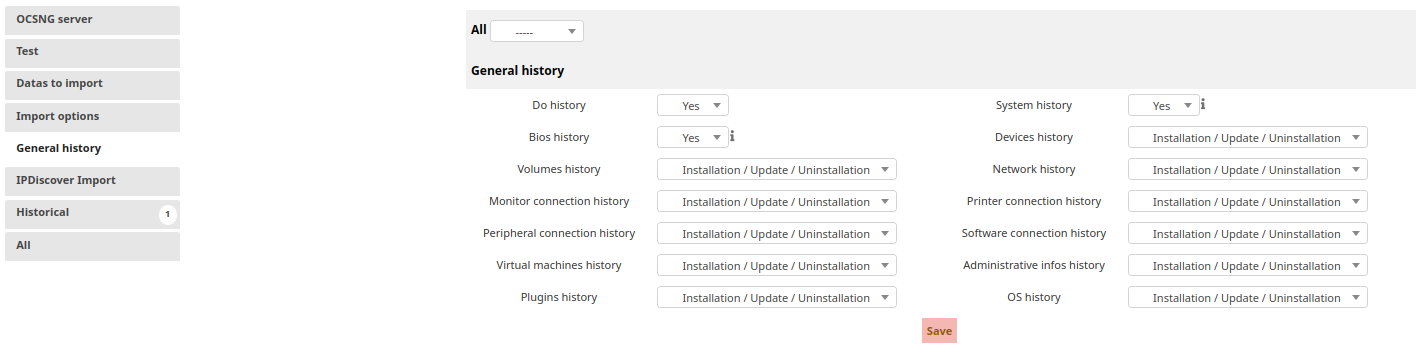 OCSNG server
Test
Datas to import
Import options
General history
IPDiscover Import
Historical 1
All
All -----
General history
Do history Yes System history Yes
Bios history Yes Devices history Installation / Update / Uninstallation
Volumes history Installation / Update / Uninstallation Network history Installation / Update / Uninstallation
Monitor connection history Installation / Update / Uninstallation Printer connection history Installation / Update / Uninstallation
Peripheral connection history Installation / Update / Uninstallation Software connection history Installation / Update / Uninstallation
Virtual machines history Installation / Update / Uninstallation Administrative infos history Installation / Update / Uninstallation
Plugins history Installation / Update / Uninstallation OS history Installation / Update / Uninstallation
Save